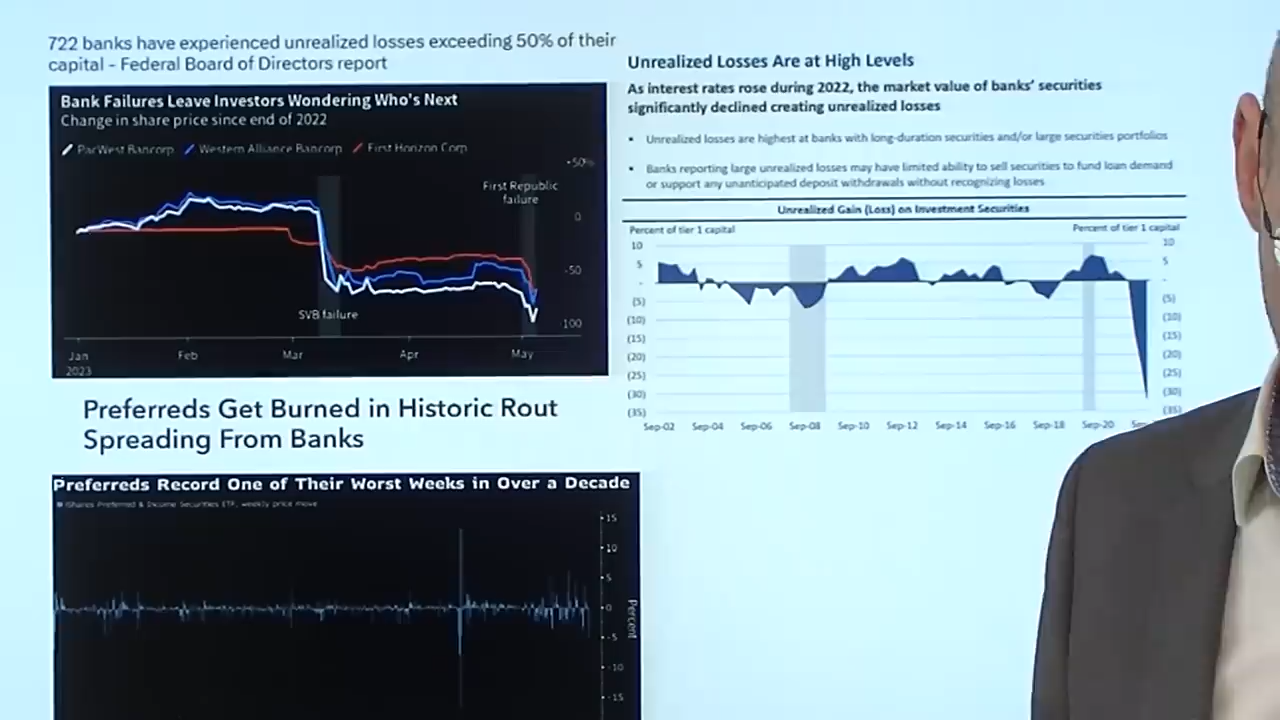 722 banks have experienced unrealized losses exceeding 50% of their
capital – Federal Board of Directors report
Bank Failures Leave Investors Wondering Who's Next
Change in share price since end of 2022
PacWest Bancorp Western Alliance Bancorp First Horizon Corp
-50%
First Republic
failure
0
-50
SVB failure
100
Jan Feb Mar Apr May
2023
Preferreds Get Burned in Historic Rout
Spreading From Banks
Preferreds Record One of Their Worst Weeks in Over a Decade
iShares Preferred & Income Securities ETF, weekly price move
15
10
5
0
Percent
-5
-10
-15
Unrealized Losses Are at High Levels
As interest rates rose during 2022, the market value of banks' securities
significantly declined creating unrealized losses
• Unrealized losses are highest at banks with long-duration securities and/or large securities portfolios
• Banks reporting large unrealized losses may have limited ability to sell securities to fund loan demand
or support any unanticipated deposit withdrawals without recognizing losses
Unrealized Gain (Loss) on Investment Securities
Percent of tier 1 capital Percent of tier 1 capital
10 10
5 5
- -
(5) (5)
(10) (10)
(15) (15)
(20) (20)
(25) (25)
(30) (30)
(35) (35)
Sep-02 Sep-04 Sep-06 Sep-08 Sep-10 Sep-12 Sep-14 Sep-16 Sep-18 Sep-20